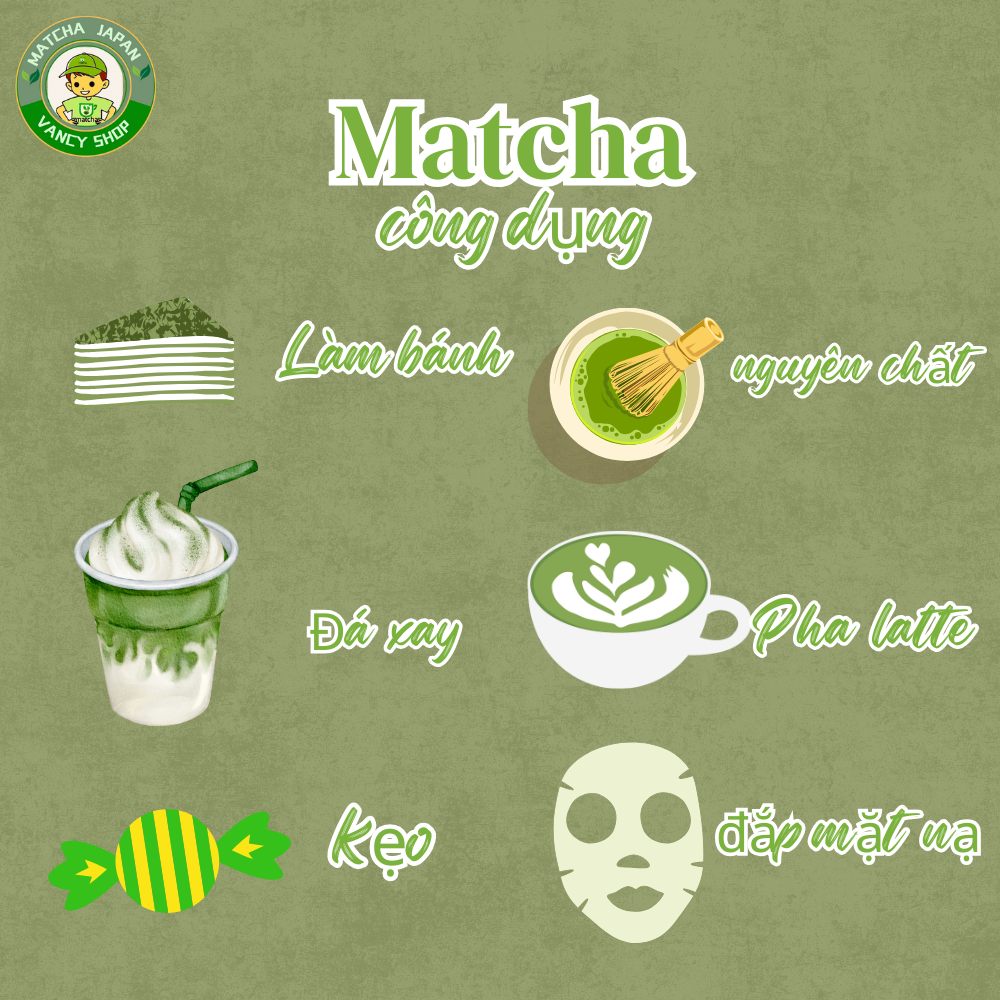 MATCHA JAPAN
matcha
VANCY SHOP
Matcha
công dụng
Làm bánh
nguyên chất
Đá xay
Pha latte
Kẹo
đắp mặt nạ